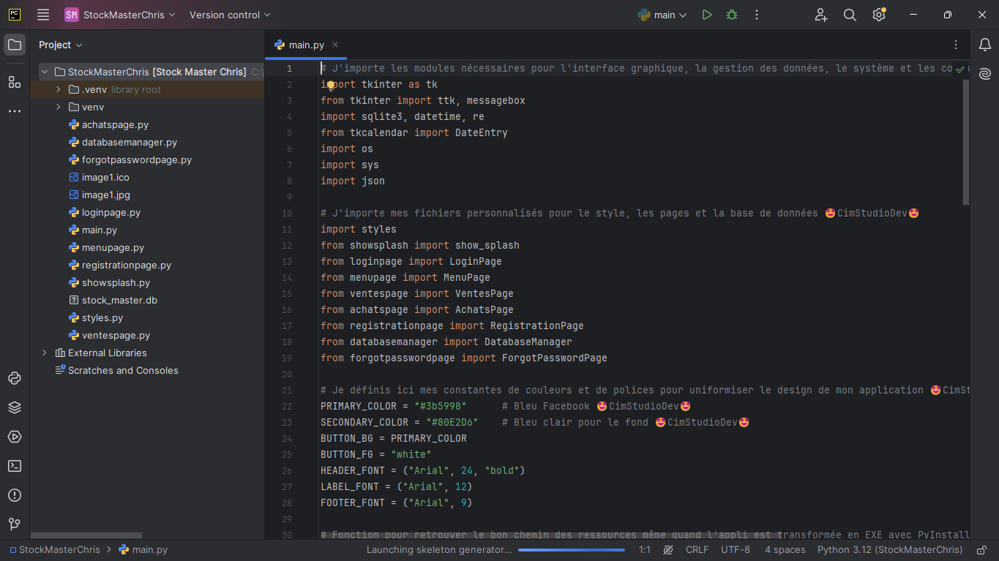 PC SM StockMasterChris Version control main
Project
main.py
StockMasterChris [Stock Master Chris] C:\
.venv library root
venv
achatspage.py
databasemanager.py
forgotpasswordpage.py
image1.ico
image1.jpg
loginpage.py
main.py
menupage.py
registrationpage.py
showsplash.py
stock_master.db
styles.py
ventespage.py
External Libraries
Scratches and Consoles
1 # J'importe les modules nécessaires pour l'interface graphique, la gestion des données, le système et les co
2 import tkinter as tk
3 from tkinter import ttk, messagebox
4 import sqlite3, datetime, re
5 from tkcalendar import DateEntry
6 import os
7 import sys
8 import json
9
10 # J'importe mes fichiers personnalisés pour le style, les pages et la base de données 🤩CimStudioDev🤩
11 import styles
12 from showsplash import show_splash
13 from loginpage import LoginPage
14 from menupage import MenuPage
15 from ventespage import VentesPage
16 from achatspage import AchatsPage
17 from registrationpage import RegistrationPage
18 from databasemanager import DatabaseManager
19 from forgotpasswordpage import ForgotPasswordPage
20
21 # Je définis ici mes constantes de couleurs et de polices pour uniformiser le design de mon application 🤩CimSt
22 PRIMARY_COLOR = "#3b5998" # Bleu Facebook 🤩CimStudioDev🤩
23 SECONDARY_COLOR = "#80E2D6" # Bleu clair pour le fond 🤩CimStudioDev🤩
24 BUTTON_BG = PRIMARY_COLOR
25 BUTTON_FG = "white"
26 HEADER_FONT = ("Arial", 24, "bold")
27 LABEL_FONT = ("Arial", 12)
28 FOOTER_FONT = ("Arial", 9)
29
30 # Fonction pour retrouver le bon chemin des ressources même quand l'appli est transformée en EXE avec PyInstall
StockMasterChris > main.py Launching skeleton generator... 1:1 CRLF UTF-8 4 spaces Python 3.12 (StockMasterChris)